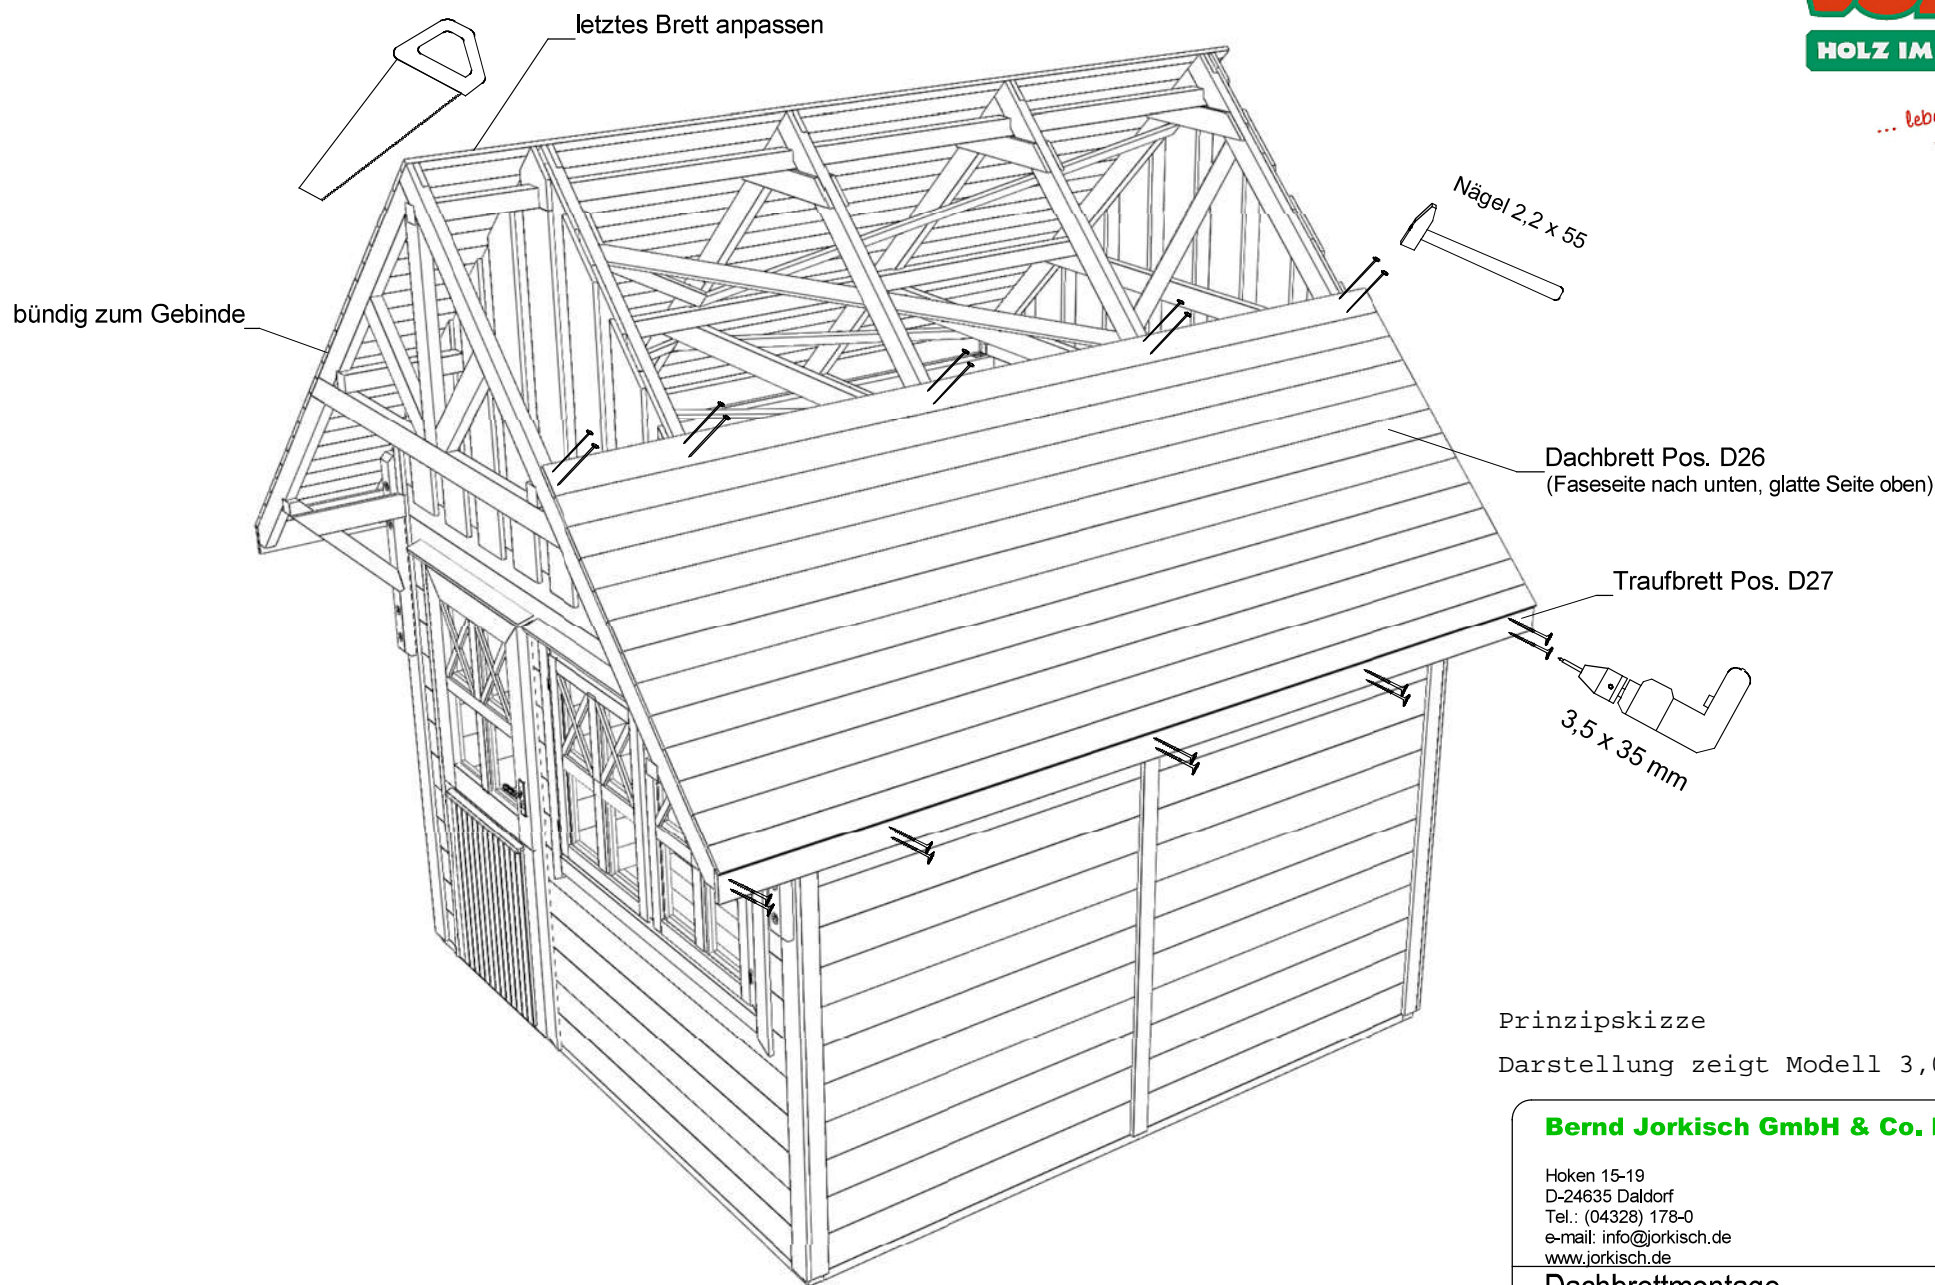 letztes Brett anpassen
HOLZ IM
...
Nägel 2,2 x 55
bündig zum Gebinde
Dachbrett Pos. D26
(Faseseite nach unten, glatte Seite oben)
Traufbrett Pos. D27
3,5 x 35 mm
Prinzipskizze
Darstellung zeigt Modell 3,
Bernd Jorkisch GmbH & Co.
Hoken 15-19
D-24635 Daldorf
Tel.: (04328) 178-0
e-mail: info@jorkisch.de
www.jorkisch.de
Dachbrettmontage